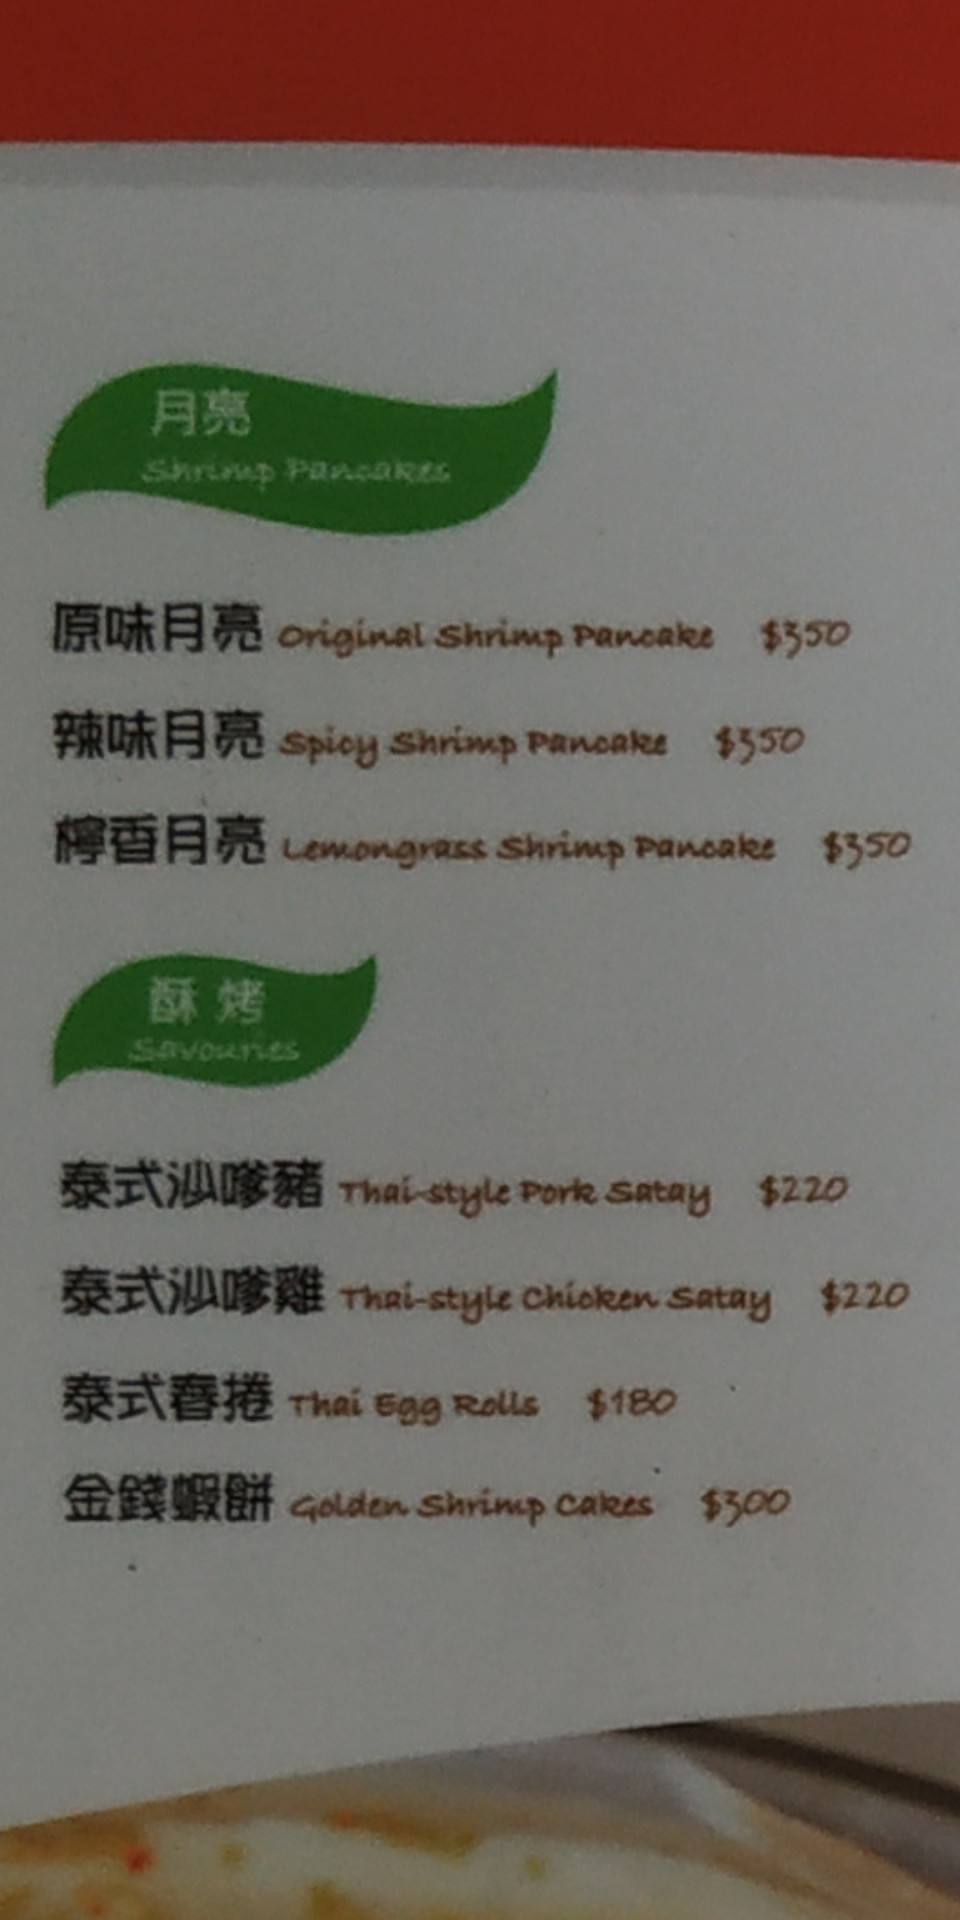 月亮
Shrimp Pancakes
原味月亮 Original Shrimp Pancake $350
辣味月亮 Spicy Shrimp Pancake $350
檸香月亮 Lemongrass Shrimp Pancake $350
酥烤
Savouries
泰式沙嗲豬 Thai-style Pork Satay $220
泰式沙嗲雞 Thai-style Chicken Satay $220
泰式春捲 Thai Egg Rolls $180
金錢蝦餅 Golden Shrimp Cakes $300